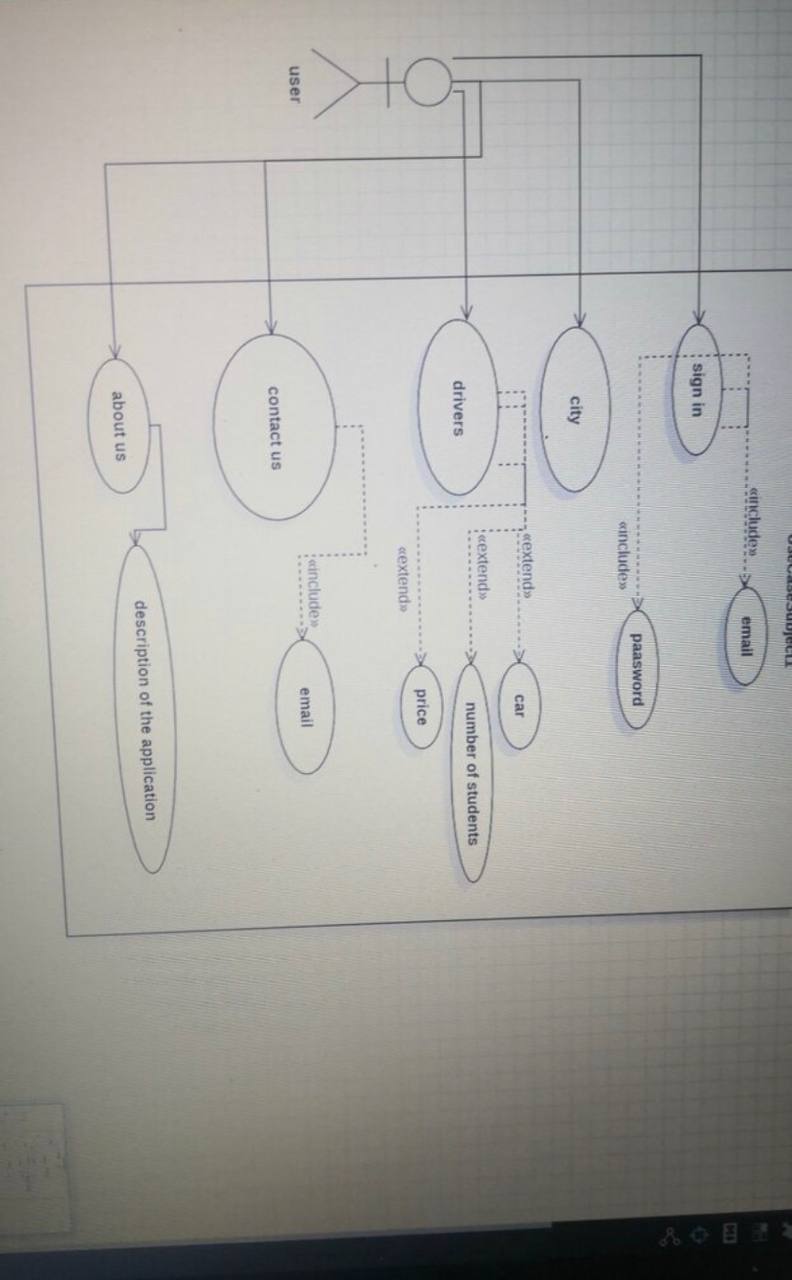 UseCaseSubject1
«include»
email
sign in
paasword
«include»
city
«extend»
car
«extend»
number of students
drivers
price
«extend»
user
«include»
email
contact us
description of the application
about us